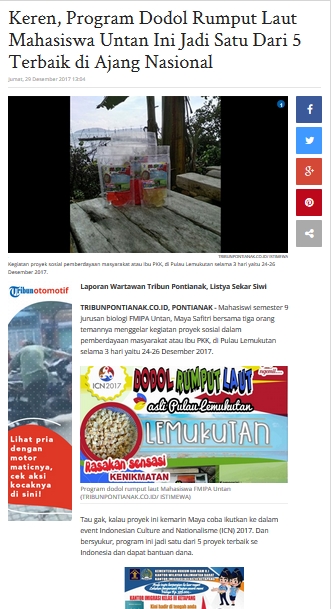 Keren, Program Dodol Rumput Laut
Mahasiswa Untan Ini Jadi Satu Dari 5
Terbaik di Ajang Nasional
Jumat, 29 Desember 2017 13:04
TRIBUNPONTIANAK.CO.ID/ ISTIMEWA
Kegiatan proyek sosial pemberdayaan masyarakat atau ibu PKK, di Pulau Lemukutan selama 3 hari yaitu 24-26
Desember 2017.
Tribunotomotif
Lihat pria
dengan
motor
maticnya,
cek aksi
kocaknya
di sini!
Laporan Wartawan Tribun Pontianak, Listya Sekar Siwi
TRIBUNPONTIANAK.CO.ID, PONTIANAK - Mahasiswi semester 9
jurusan biologi FMIPA Untan, Maya Safitri bersama tiga orang
temannya menggelar kegiatan proyek sosial dalam
pemberdayaan masyarakat atau Ibu PKK, di Pulau Lemukutan
selama 3 hari yaitu 24-26 Desember 2017.
ICN 2017
DODOL RUMPUT LAUT
asli Pulau Lemukutan
LEMUKUTAN
Rasakan sensasi
KENIKMATAN
Program dodol rumput laut Mahasiswa FMIPA Untan
(TRIBUNPONTIANAK.CO.ID/ ISTIMEWA)
Tau gak, kalau proyek ini kemarin Maya coba ikutkan ke dalam
event Indonesian Culture and Nationalisme (ICN) 2017. Dan
bersyukur, program ini jadi satu dari 5 proyek terbaik se
Indonesia dan dapat bantuan dana.
KANTOR IMIGRASI KELAS III KETAPANG